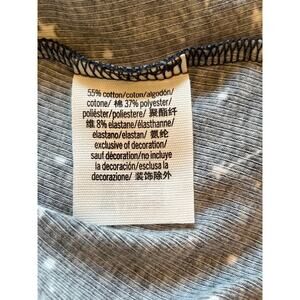 55% cotton/coton/algodón/
cotone/ 棉 37% polyester/
poliéster/poliestere/ 聚酯纤
维 8% elastane/élasthanne/
elastano/elastan/ 氨纶
exclusive of decoration/
sauf décoration/no incluye
la decoración/esclusa la
decorazione/ 装饰除外